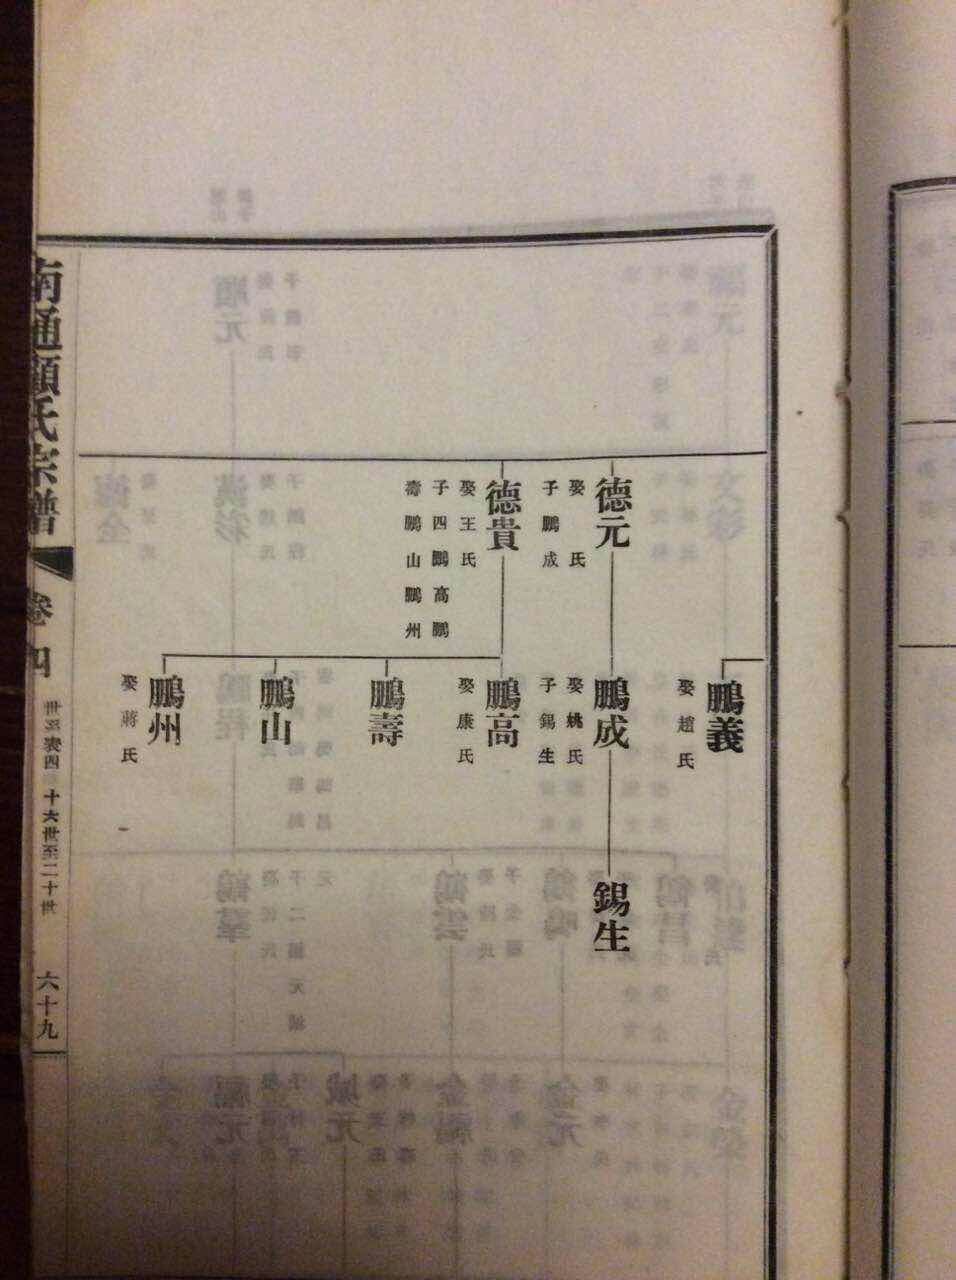 德元
娶　氏
子鵬成
德貴
娶王氏
子四鵬高鵬
壽鵬山鵬州
鵬義
娶趙氏
鵬成
娶姚氏
子錫生
鵬高
娶康氏
鵬壽
鵬山
鵬州
娶蔣氏
錫生
南通顧氏宗譜
卷四
世系表四
十六世至二十世
六十九